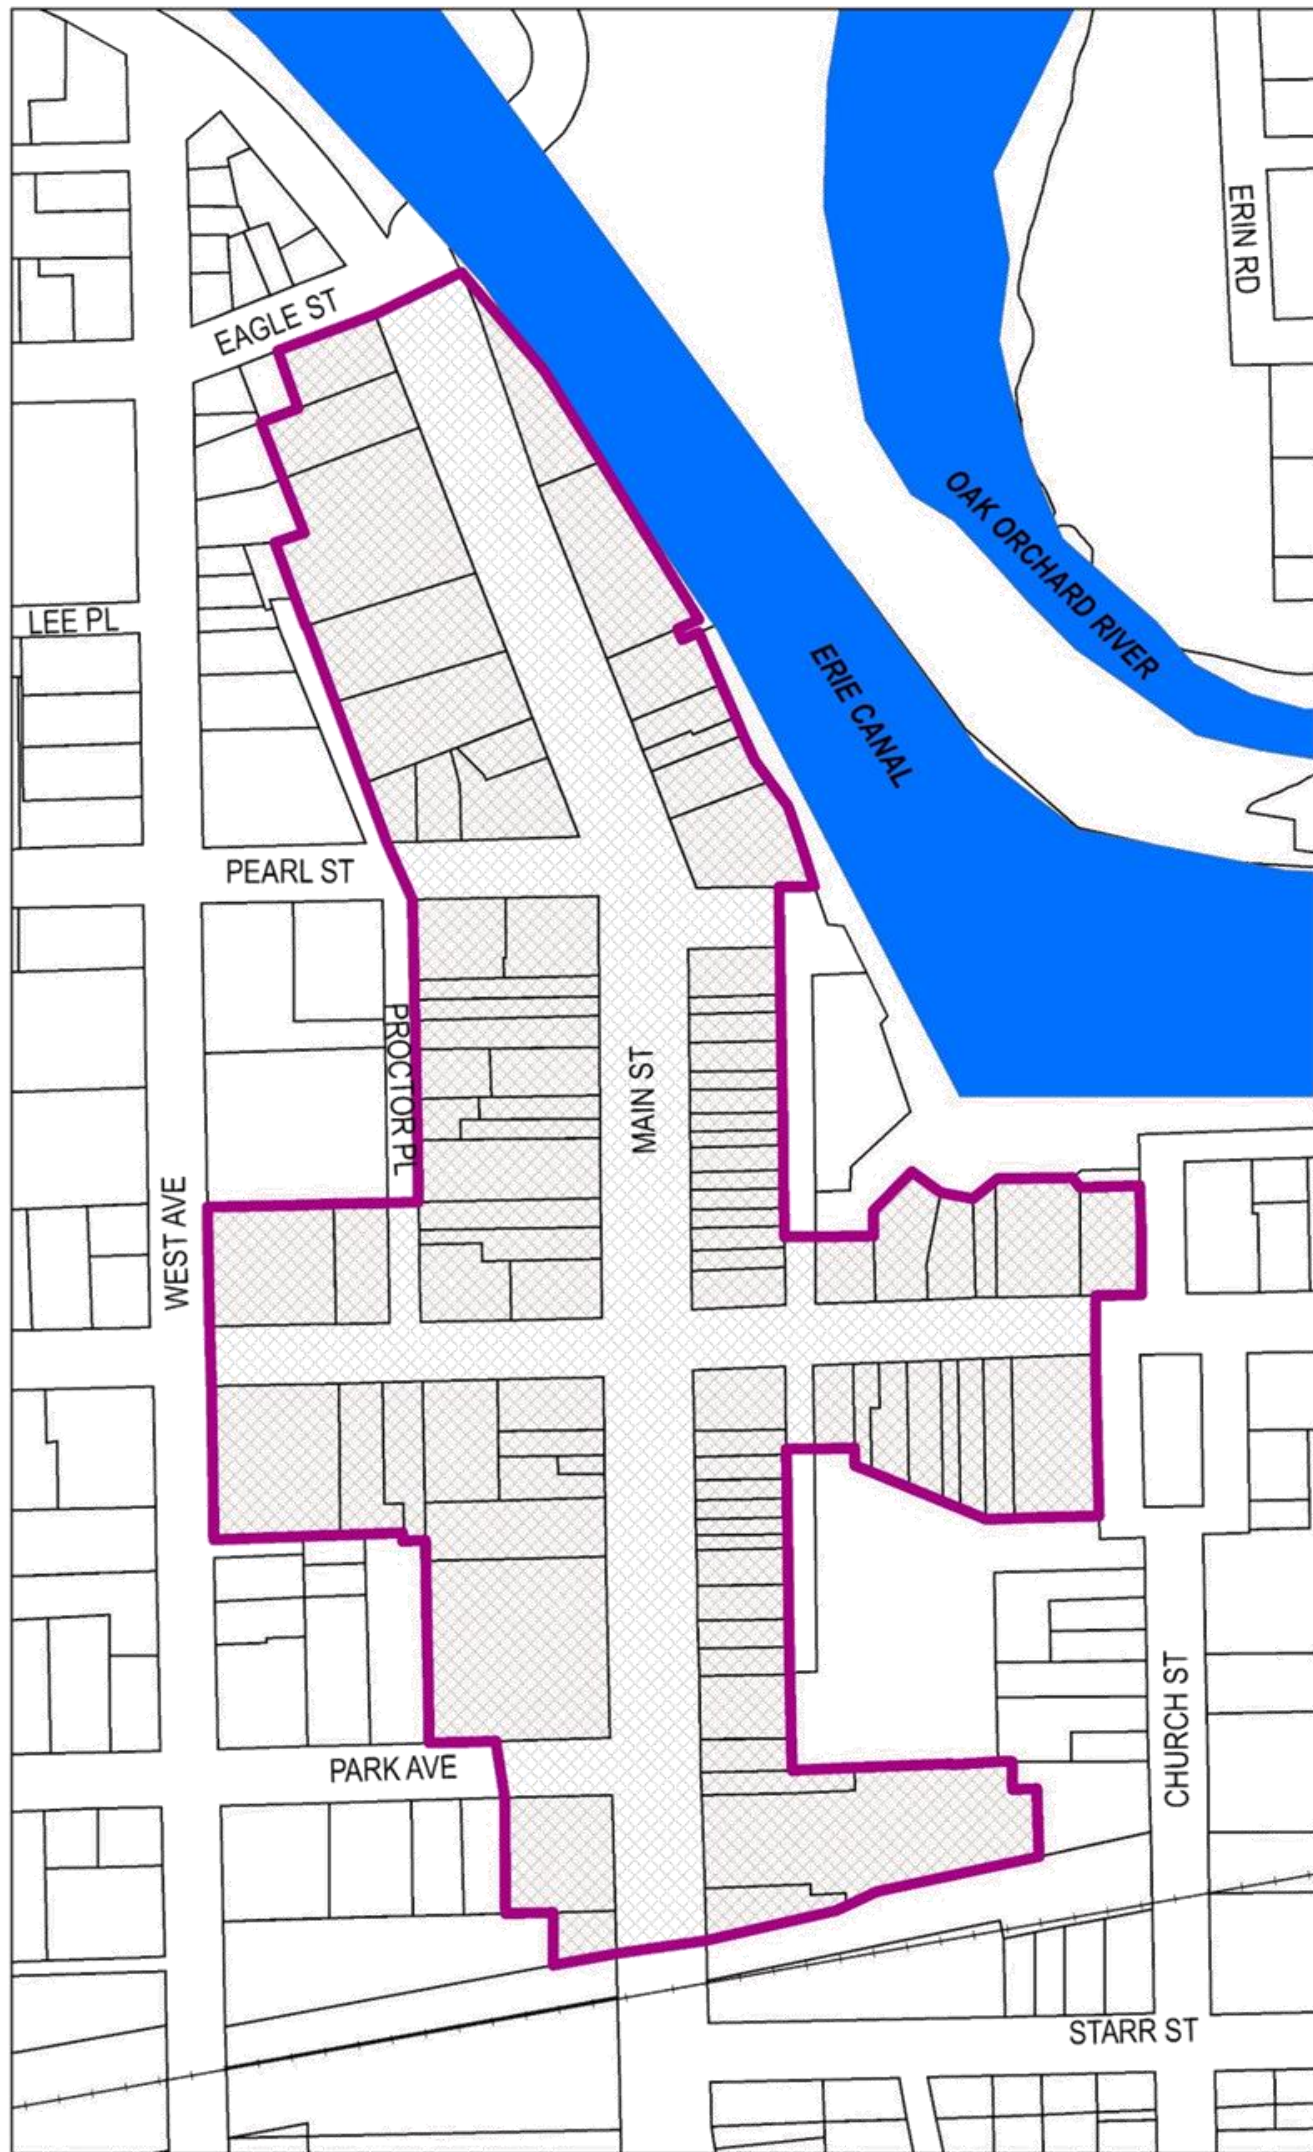 ERIN RD
EAGLE ST
OAK ORCHARD RIVER
LEE PL
ERIE CANAL
PEARL ST
PROCTOR PL
MAIN ST
WEST AVE
CHURCH ST
PARK AVE
STARR ST